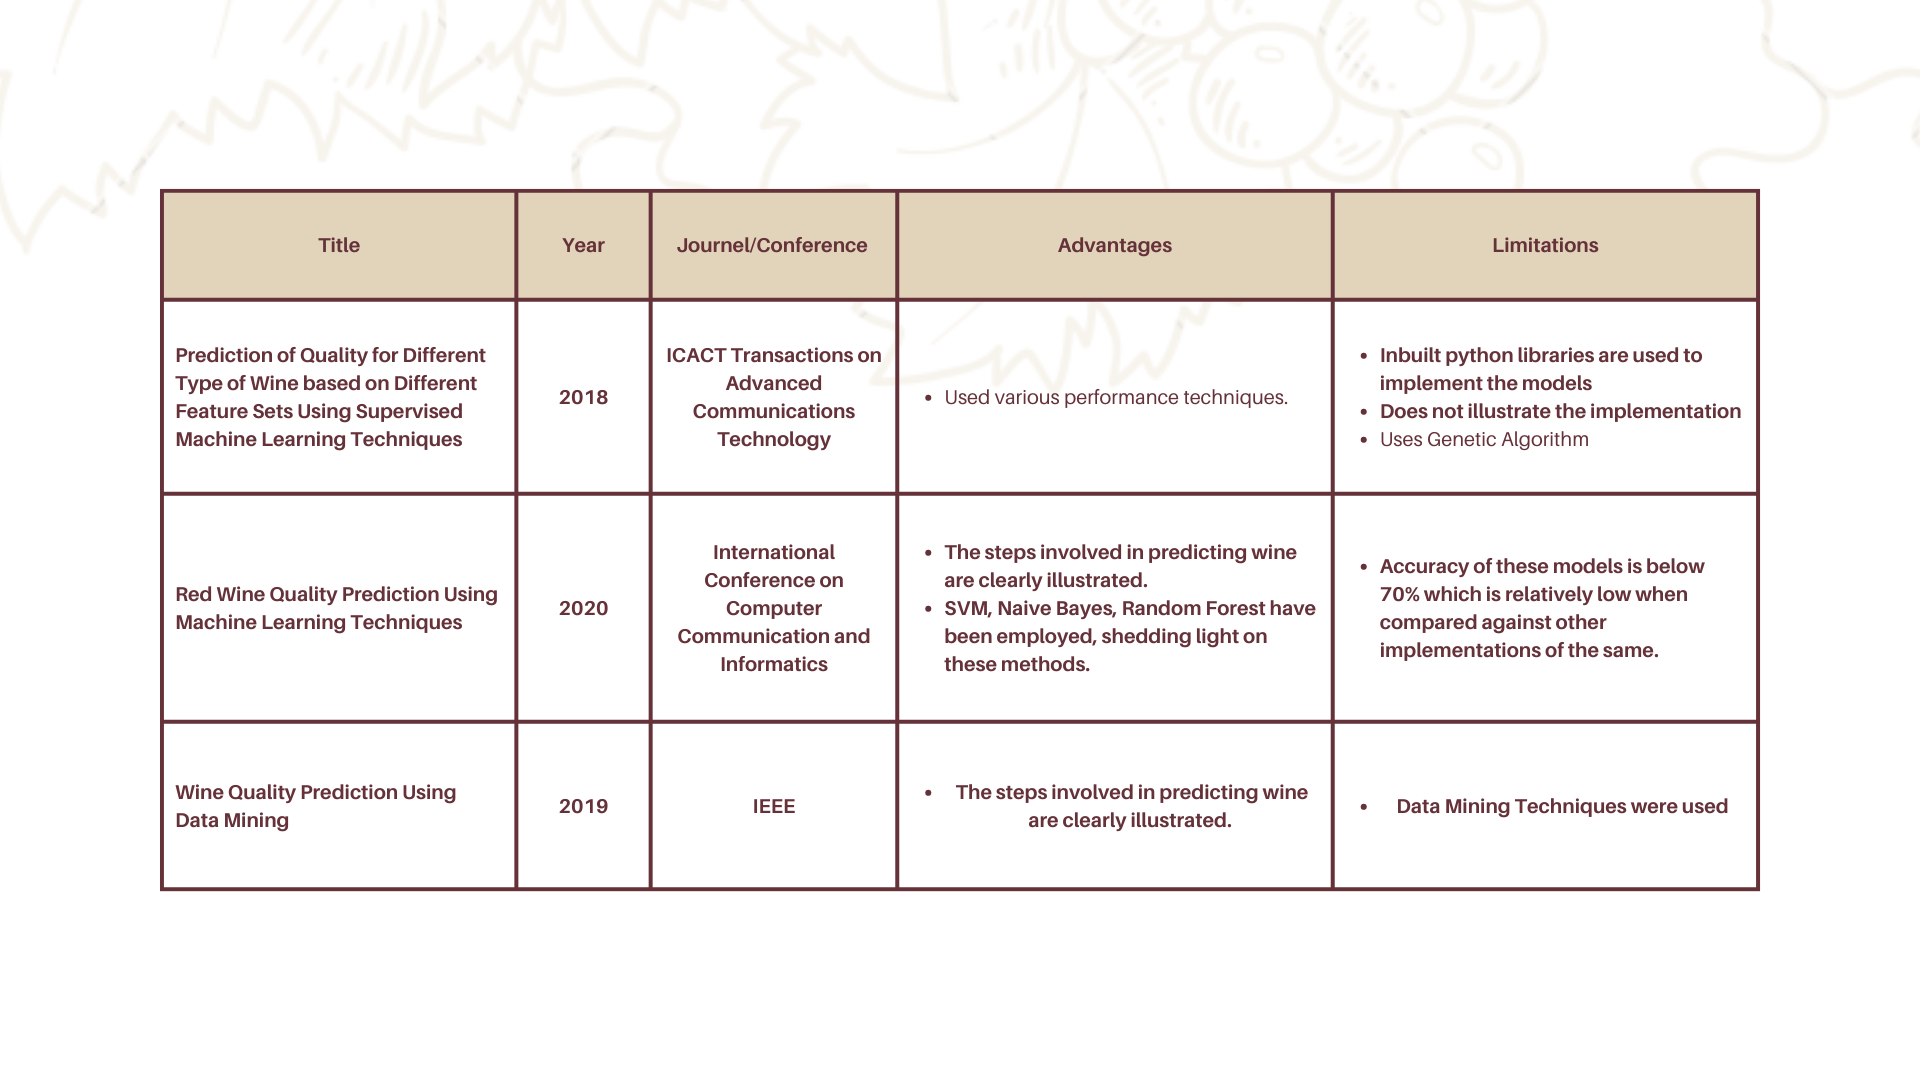 Title
Year
Journel/Conference
Advantages
Limitations
Prediction of Quality for Different
Type of Wine based on Different
Feature Sets Using Supervised
Machine Learning Techniques
2018
ICACT Transactions on
Advanced
Communications
Technology
• Used various performance techniques.
• Inbuilt python libraries are used to
implement the models
• Does not illustrate the implementation
• Uses Genetic Algorithm
Red Wine Quality Prediction Using
Machine Learning Techniques
2020
International
Conference on
Computer
Communication and
Informatics
• The steps involved in predicting wine
are clearly illustrated.
• SVM, Naive Bayes, Random Forest have
been employed, shedding light on
these methods.
• Accuracy of these models is below
70% which is relatively low when
compared against other
implementations of the same.
Wine Quality Prediction Using
Data Mining
2019
IEEE
• The steps involved in predicting wine
are clearly illustrated.
• Data Mining Techniques were used